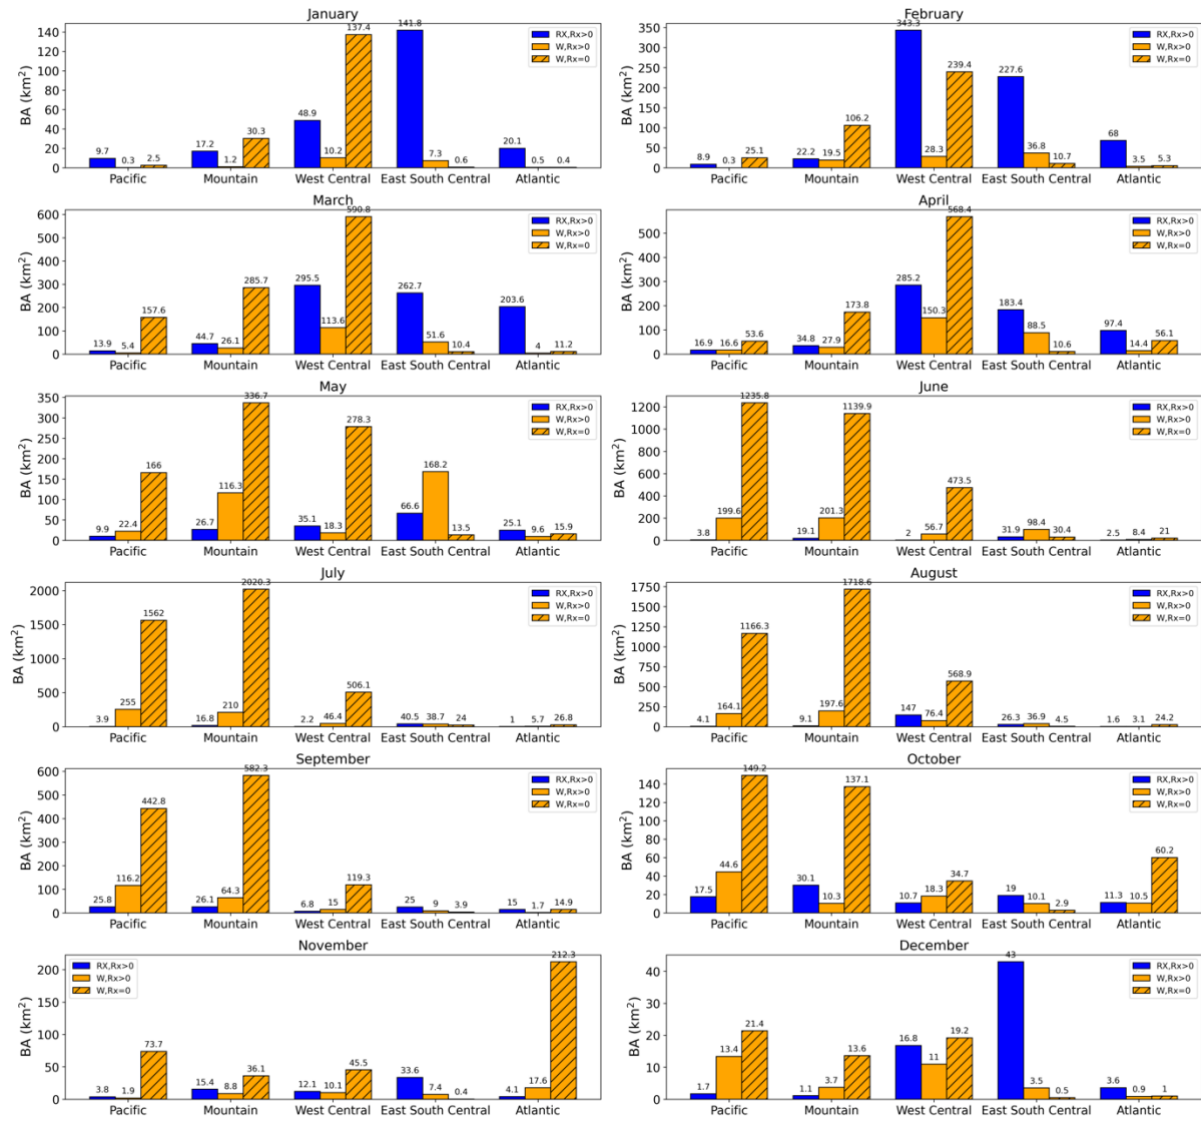 January
BA (km²)
140
120
100
80
60
40
20
0
9.7 0.3 2.5 17.2 1.2 30.3 48.9 10.2 137.4 141.8 7.3 0.6 20.1 0.5 0.4
RX,Rx>0
W,Rx>0
W,Rx=0
Pacific Mountain West Central East South Central Atlantic
February
BA (km²)
350
300
250
200
150
100
50
0
8.9 0.3 25.1 22.2 19.5 106.2 343.3 28.3 239.4 227.6 36.8 10.7 68 3.5 5.3
RX,Rx>0
W,Rx>0
W,Rx=0
Pacific Mountain West Central East South Central Atlantic
March
BA (km²)
600
500
400
300
200
100
0
13.9 5.4 157.6 44.7 26.1 285.7 295.5 113.6 590.8 262.7 51.6 10.4 203.6 4 11.2
RX,Rx>0
W,Rx>0
W,Rx=0
Pacific Mountain West Central East South Central Atlantic
April
BA (km²)
500
400
300
200
100
0
16.9 16.6 53.6 34.8 27.9 173.8 285.2 150.3 568.4 183.4 88.5 10.6 97.4 14.4 56.1
RX,Rx>0
W,Rx>0
W,Rx=0
Pacific Mountain West Central East South Central Atlantic
May
BA (km²)
350
300
250
200
150
100
50
0
9.9 22.4 166 26.7 116.3 336.7 35.1 18.3 278.3 66.6 168.2 13.5 25.1 9.6 15.9
RX,Rx>0
W,Rx>0
W,Rx=0
Pacific Mountain West Central East South Central Atlantic
June
BA (km²)
1200
1000
800
600
400
200
0
3.8 199.6 1235.8 19.1 201.3 1139.9 2 56.7 473.5 31.9 98.4 30.4 2.5 8.4 21
RX,Rx>0
W,Rx>0
W,Rx=0
Pacific Mountain West Central East South Central Atlantic
July
BA (km²)
2000
1500
1000
500
0
3.9 255 1562 16.8 210 2020.3 2.2 46.4 506.1 40.5 38.7 24 1 5.7 26.8
RX,Rx>0
W,Rx>0
W,Rx=0
Pacific Mountain West Central East South Central Atlantic
August
BA (km²)
1750
1500
1250
1000
750
500
250
0
4.1 164.1 1166.3 9.1 197.6 1718.6 147 76.4 568.9 26.3 36.9 4.5 1.6 3.1 24.2
RX,Rx>0
W,Rx>0
W,Rx=0
Pacific Mountain West Central East South Central Atlantic
September
BA (km²)
600
500
400
300
200
100
0
25.8 116.2 442.8 26.1 64.3 582.3 6.8 15 119.3 25 9 3.9 15 1.7 14.9
RX,Rx>0
W,Rx>0
W,Rx=0
Pacific Mountain West Central East South Central Atlantic
October
BA (km²)
140
120
100
80
60
40
20
0
17.5 44.6 149.2 30.1 10.3 137.1 10.7 18.3 34.7 19 10.1 2.9 11.3 10.5 60.2
RX,Rx>0
W,Rx>0
W,Rx=0
Pacific Mountain West Central East South Central Atlantic
November
BA (km²)
200
150
100
50
0
RX,Rx>0
W,Rx>0
W,Rx=0
3.8 1.9 73.7 15.4 8.8 36.1 12.1 10.1 45.5 33.6 7.4 0.4 4.1 17.6 212.3
Pacific Mountain West Central East South Central Atlantic
December
BA (km²)
40
30
20
10
0
1.7 13.4 21.4 1.1 3.7 13.6 16.8 11 19.2 43 3.5 0.5 3.6 0.9 1
RX,Rx>0
W,Rx>0
W,Rx=0
Pacific Mountain West Central East South Central Atlantic